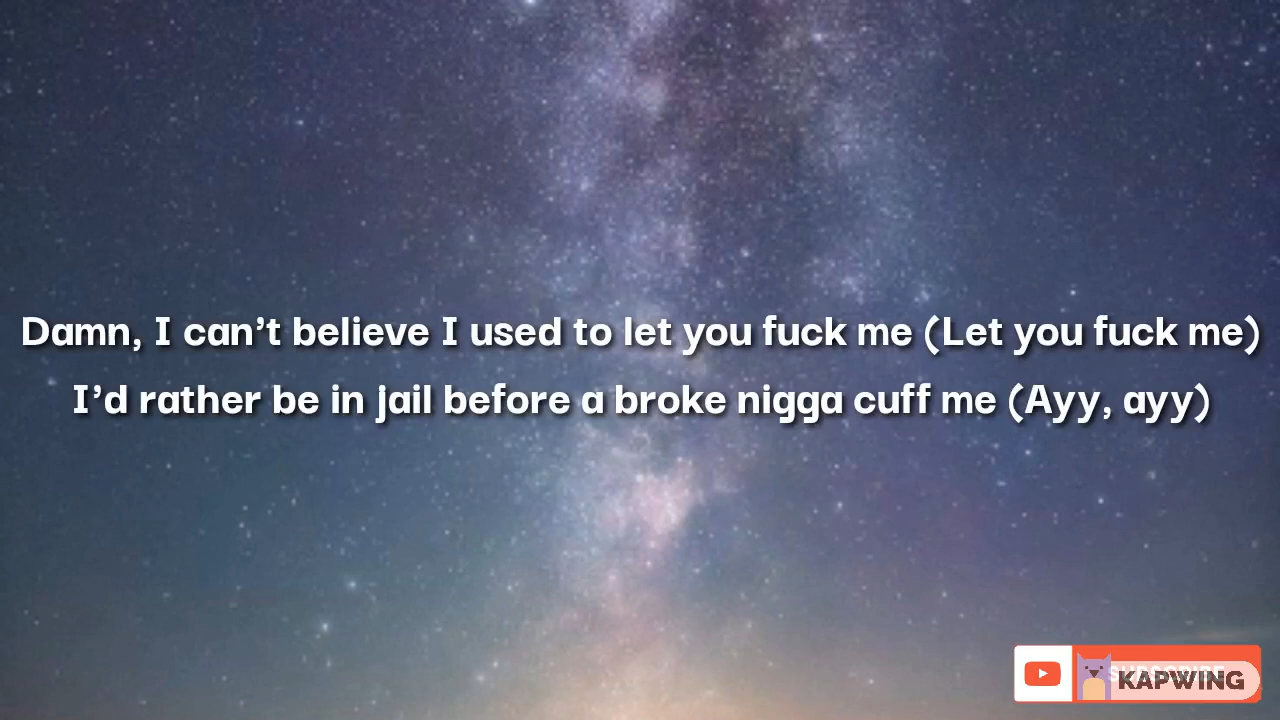 Damn, I can’t believe I used to let you fuck me (Let you fuck me)
I’d rather be in jail before a broke nigga cuff me (Ayy, ayy)
SUBSCRIBE
KAPWING